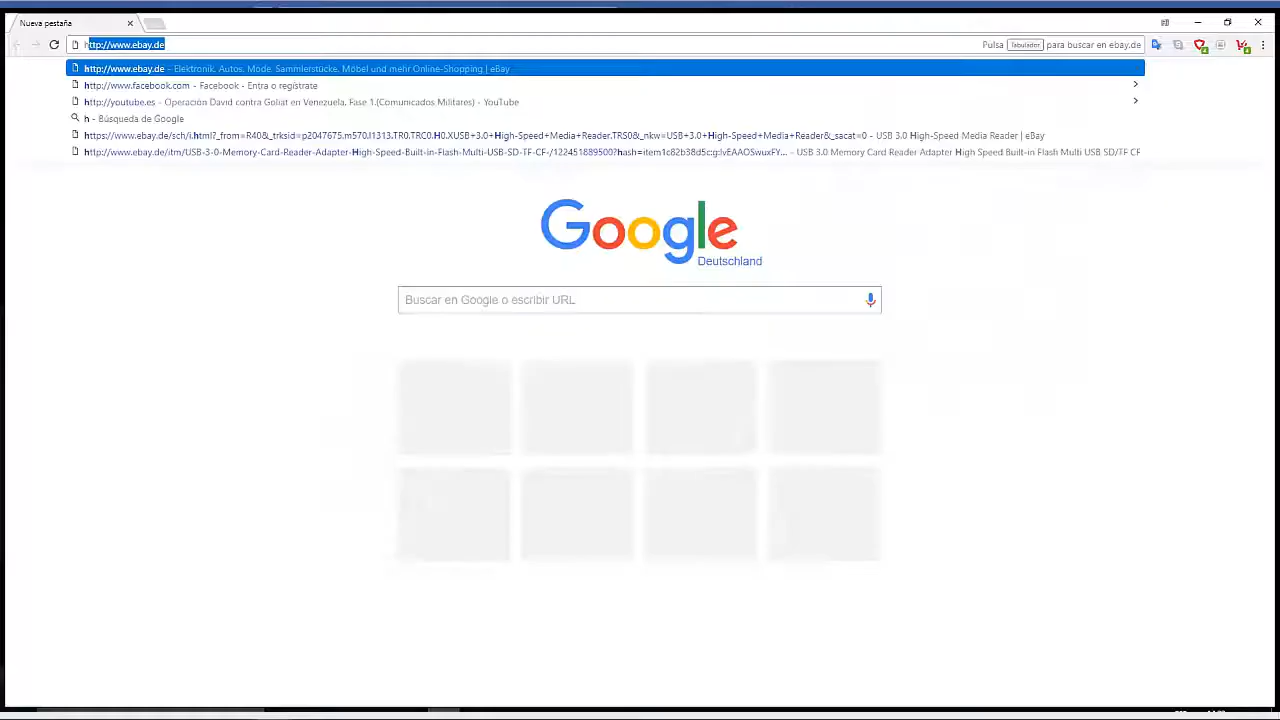 Nueva pestaña
http://www.ebay.de
Pulsa Tabulador para buscar en ebay.de
http://www.ebay.de - Elektronik, Autos, Mode, Sammlerstücke, Möbel und mehr Online-Shopping | eBay
http://www.facebook.com - Facebook - Entra o regístrate
http://youtube.es - Operación David contra Goliat en Venezuela. Fase 1.(Comunicados Militares) - YouTube
h - Búsqueda de Google
https://www.ebay.de/sch/i.html?_from=R40&_trksid=p2047675.m570.l1313.TR0.TRC0.H0.XUSB+3.0+High-Speed+Media+Reader.TRS0&_nkw=USB+3.0+High-Speed+Media+Reader&_sacat=0 - USB 3.0 High-Speed Media Reader | eBay
http://www.ebay.de/itm/USB-3-0-Memory-Card-Reader-Adapter-High-Speed-Built-in-Flash-Multi-USB-SD-TF-CF-/122451889500?hash=item1c82b38d5c:g:lvEAAOSwuxFY... - USB 3.0 Memory Card Reader Adapter High Speed Built-in Flash Multi USB SD/TF CF
Google
Deutschland
Buscar en Google o escribir URL